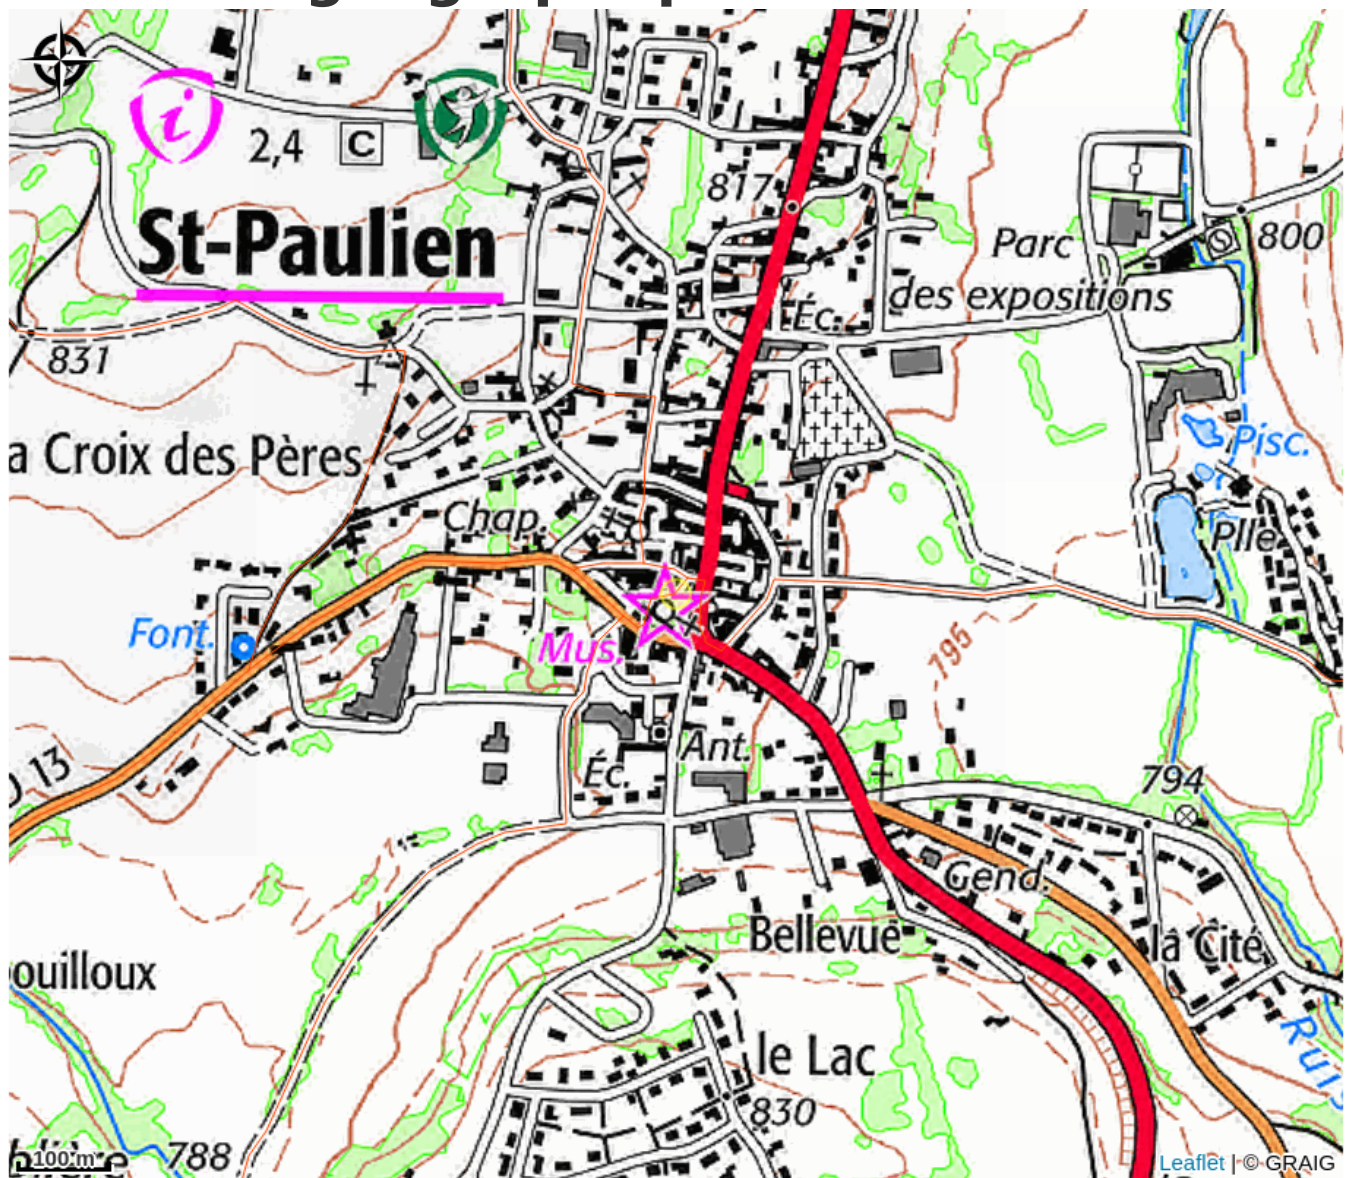 i
2,4 C
817
St-Paulien
Parc
des expositions
800
Éc.
831
a Croix des Pères
Pisc.
Chap.
Plle
Font.
Mus.
795
Ant.
Éc.
D 13
794
Gend.
Bellevue
la Cité
ouilloux
Ruis
le Lac
830
788
100 m
Leaflet | © GRAIG